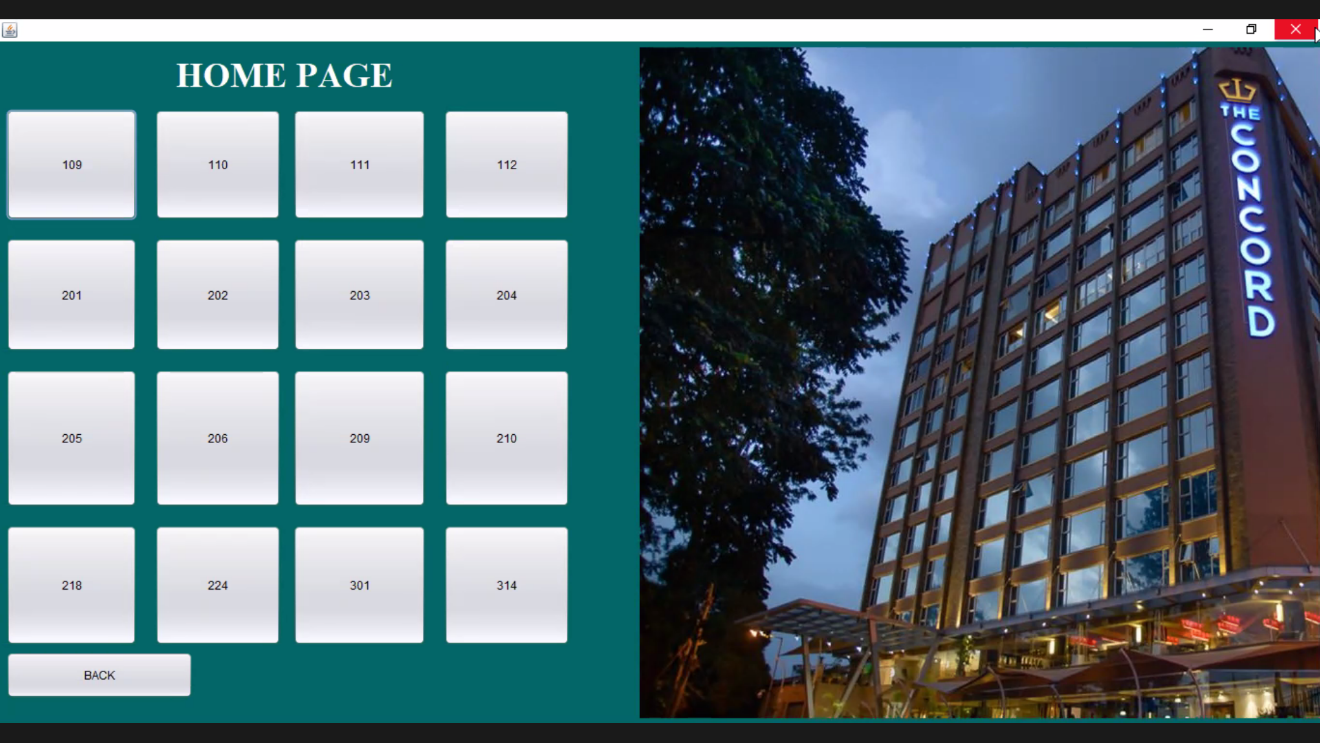 HOME PAGE
109 110 111 112
201 202 203 204
205 206 209 210
218 224 301 314
BACK
THE
CONCORD